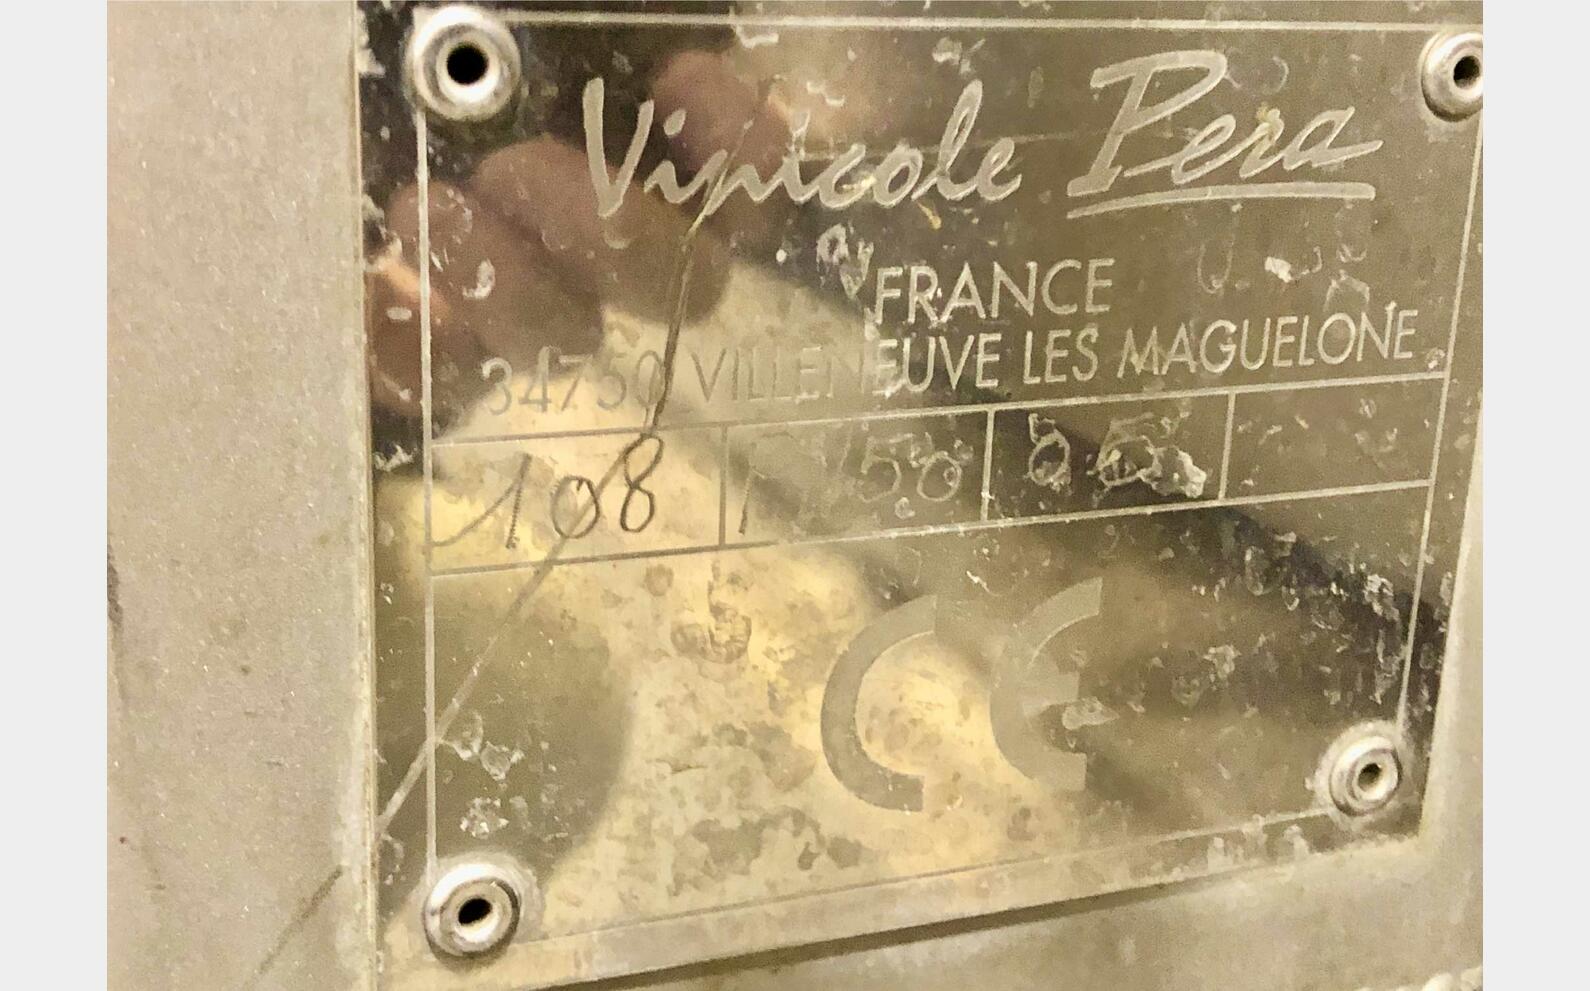 Vinicole Pera
FRANCE
34750 VILLENEUVE LES MAGUELONE
108
CE